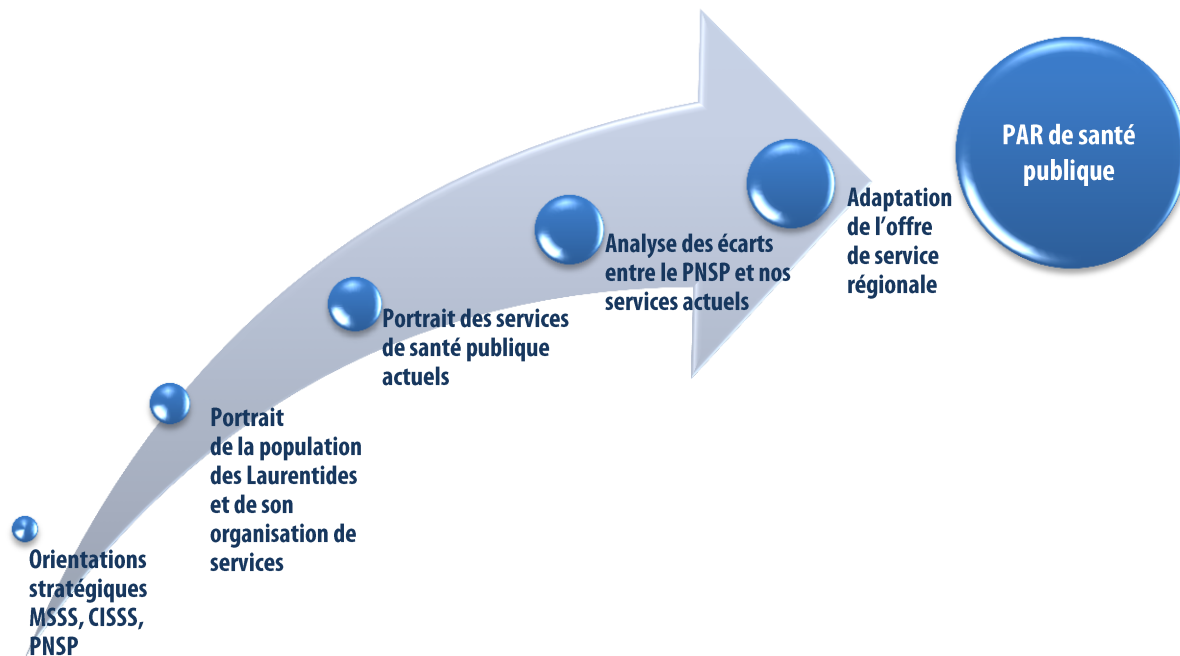 Orientations
stratégiques
MSSS, CISSS,
PNSP
Portrait
de la population
des Laurentides
et de son
organisation de
services
Portrait des services
de santé publique
actuels
Analyse des écarts
entre le PNSP et nos
services actuels
Adaptation
de l'offre
de service
régionale
PAR de santé
publique